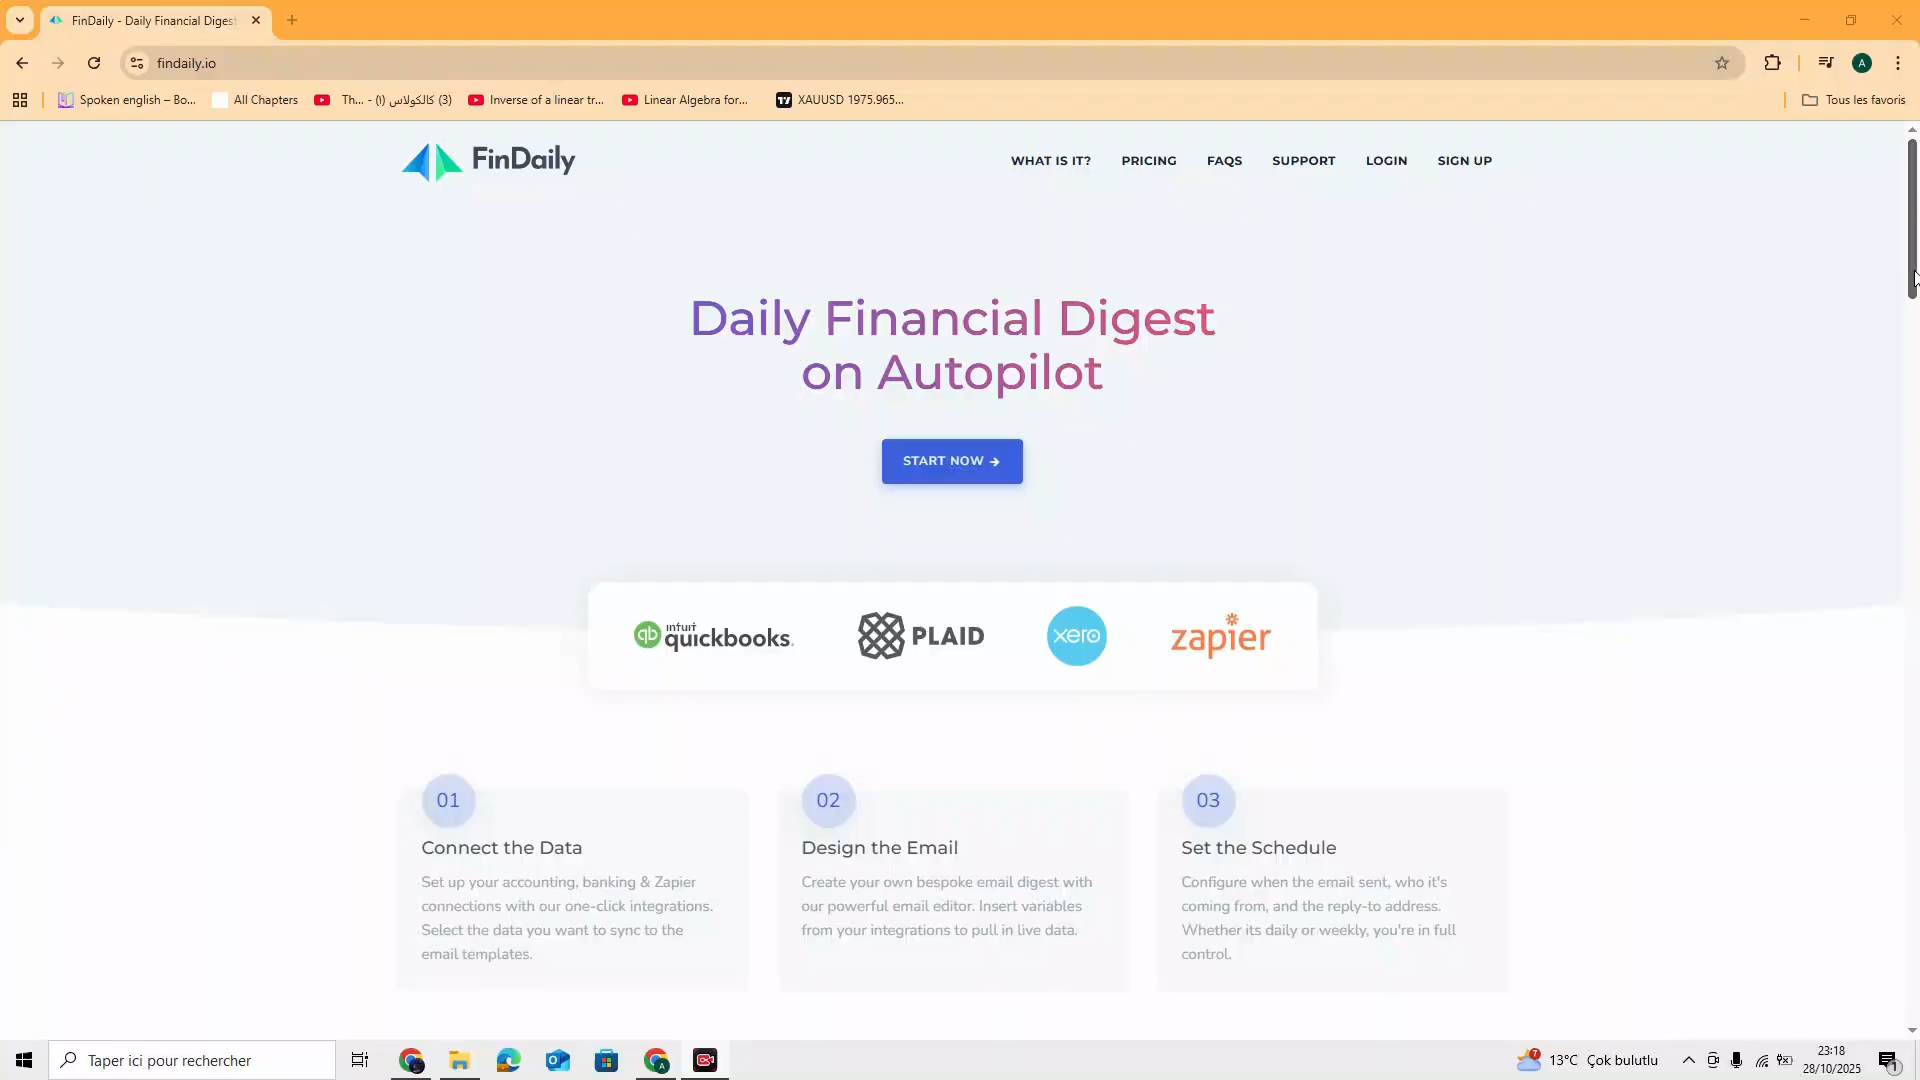 FinDaily - Daily Financial Digest
findaily.io
A
Spoken english – Bo...
All Chapters
Th... - (۱) کالکولاس (3)
Inverse of a linear tr...
Linear Algebra for...
XAUUSD 1975.965...
Tous les favoris
FinDaily
WHAT IS IT?
PRICING
FAQS
SUPPORT
LOGIN
SIGN UP
Daily Financial Digest
on Autopilot
START NOW →
intuit
qb quickbooks.
PLAID
xero
zapier
01
Connect the Data
Set up your accounting, banking & Zapier
connections with our one-click integrations.
Select the data you want to sync to the
email templates.
02
Design the Email
Create your own bespoke email digest with
our powerful email editor. Insert variables
from your integrations to pull in live data.
03
Set the Schedule
Configure when the email sent, who it's
coming from, and the reply-to address.
Whether its daily or weekly, you're in full
control.
Taper ici pour rechercher
7
13°C Çok bulutlu
23:18
28/10/2025
1